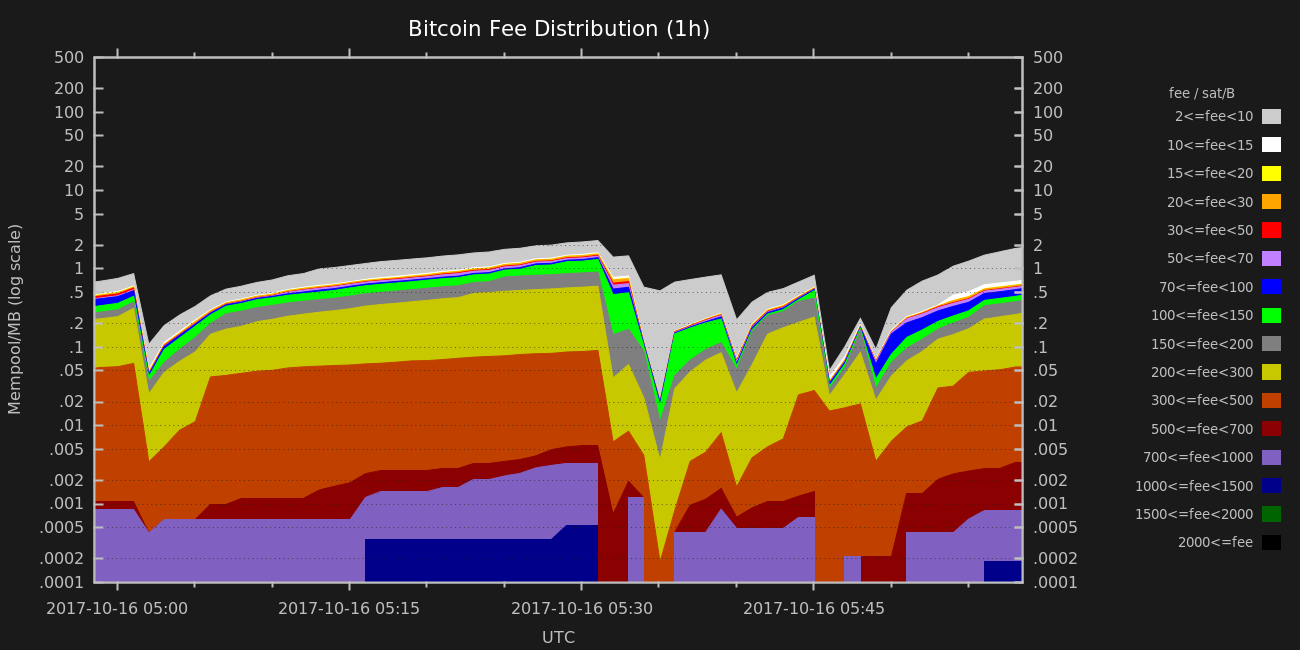 Bitcoin Fee Distribution (1h)
Mempool/MB (log scale)
500
200
100
50
20
10
5
2
1
.5
.2
.1
.05
.02
.01
.005
.002
.001
.0005
.0002
.0001
500
200
100
50
20
10
5
2
1
.5
.2
.1
.05
.02
.01
.005
.002
.001
.0005
.0002
.0001
2017-10-16 05:00
2017-10-16 05:15
2017-10-16 05:30
2017-10-16 05:45
UTC
fee / sat/B
2<=fee<10
10<=fee<15
15<=fee<20
20<=fee<30
30<=fee<50
50<=fee<70
70<=fee<100
100<=fee<150
150<=fee<200
200<=fee<300
300<=fee<500
500<=fee<700
700<=fee<1000
1000<=fee<1500
1500<=fee<2000
2000<=fee